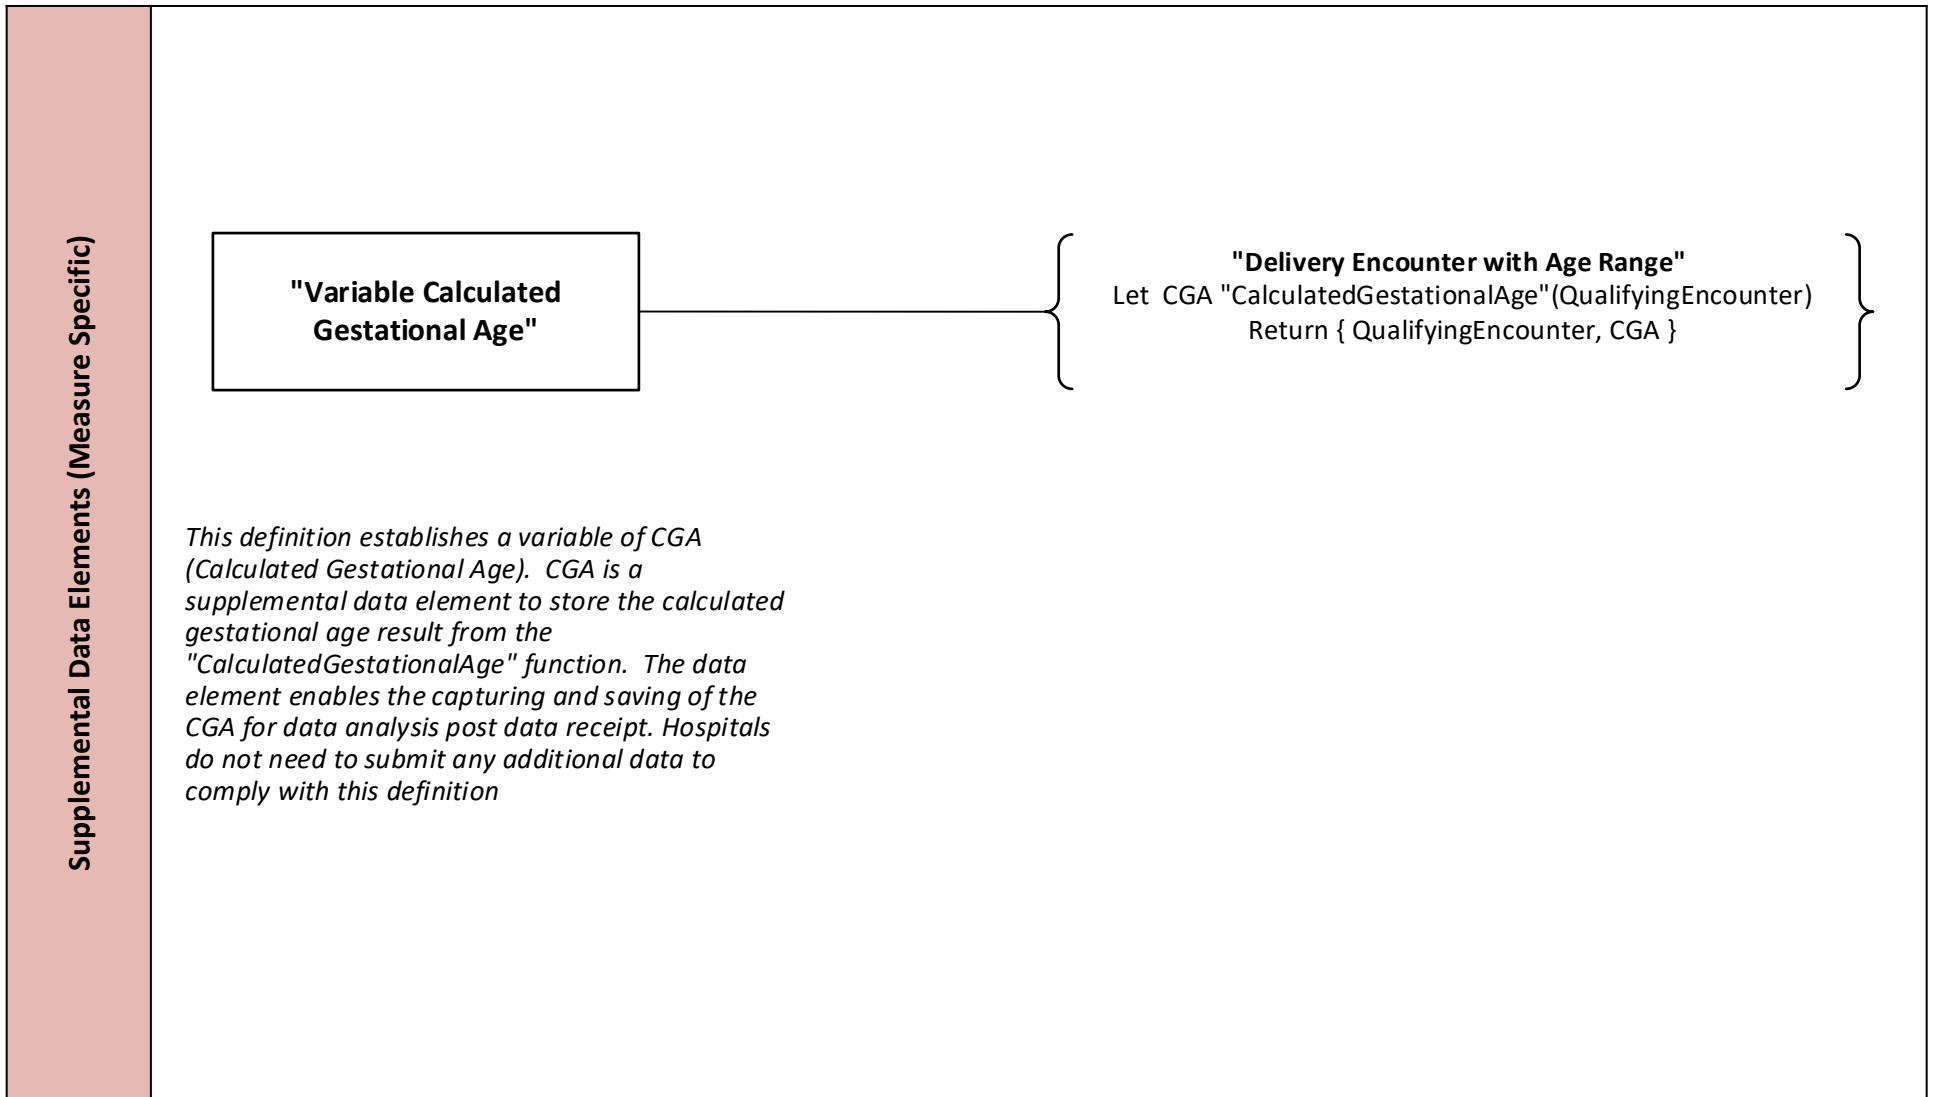 Supplemental Data Elements (Measure Specific)
"Variable Calculated
Gestational Age"
"Delivery Encounter with Age Range"
Let  CGA "CalculatedGestationalAge"(QualifyingEncounter)
Return { QualifyingEncounter, CGA }
This definition establishes a variable of CGA
(Calculated Gestational Age).  CGA is a
supplemental data element to store the calculated
gestational age result from the
"CalculatedGestationalAge" function.  The data
element enables the capturing and saving of the
CGA for data analysis post data receipt. Hospitals
do not need to submit any additional data to
comply with this definition